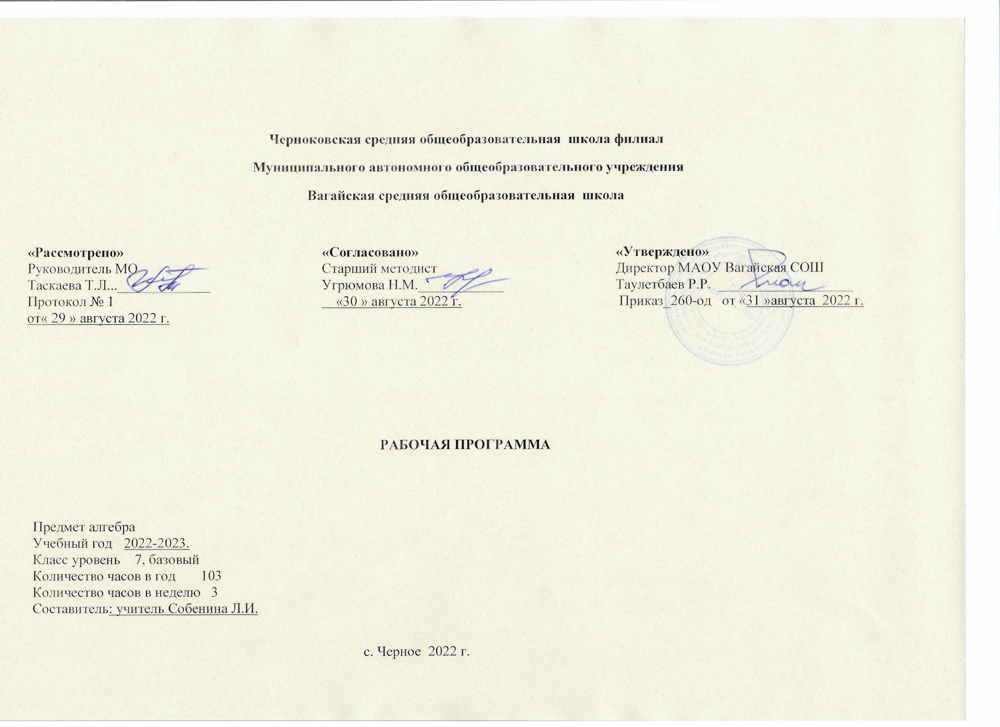 Черноковская средняя общеобразовательная школа филиал
Муниципального автономного общеобразовательного учреждения
Вагайская средняя общеобразовательная школа
«Рассмотрено»
Руководитель МО
Таскаева Т.Л...
Протокол № 1
от« 29 » августа 2022 г.
«Согласовано»
Старший методист
Угрюмова Н.М.
«30 » августа 2022 г.
«Утверждено»
Директор МАОУ Вагайская СОШ
Таулетбаев Р.Р.
Приказ_260-од от «31 »августа 2022 г.
РАБОЧАЯ ПРОГРАММА
Предмет алгебра
Учебный год 2022-2023.
Класс уровень 7, базовый
Количество часов в год 103
Количество часов в неделю 3
Составитель: учитель Собенина Л.И.
с. Черное 2022 г.